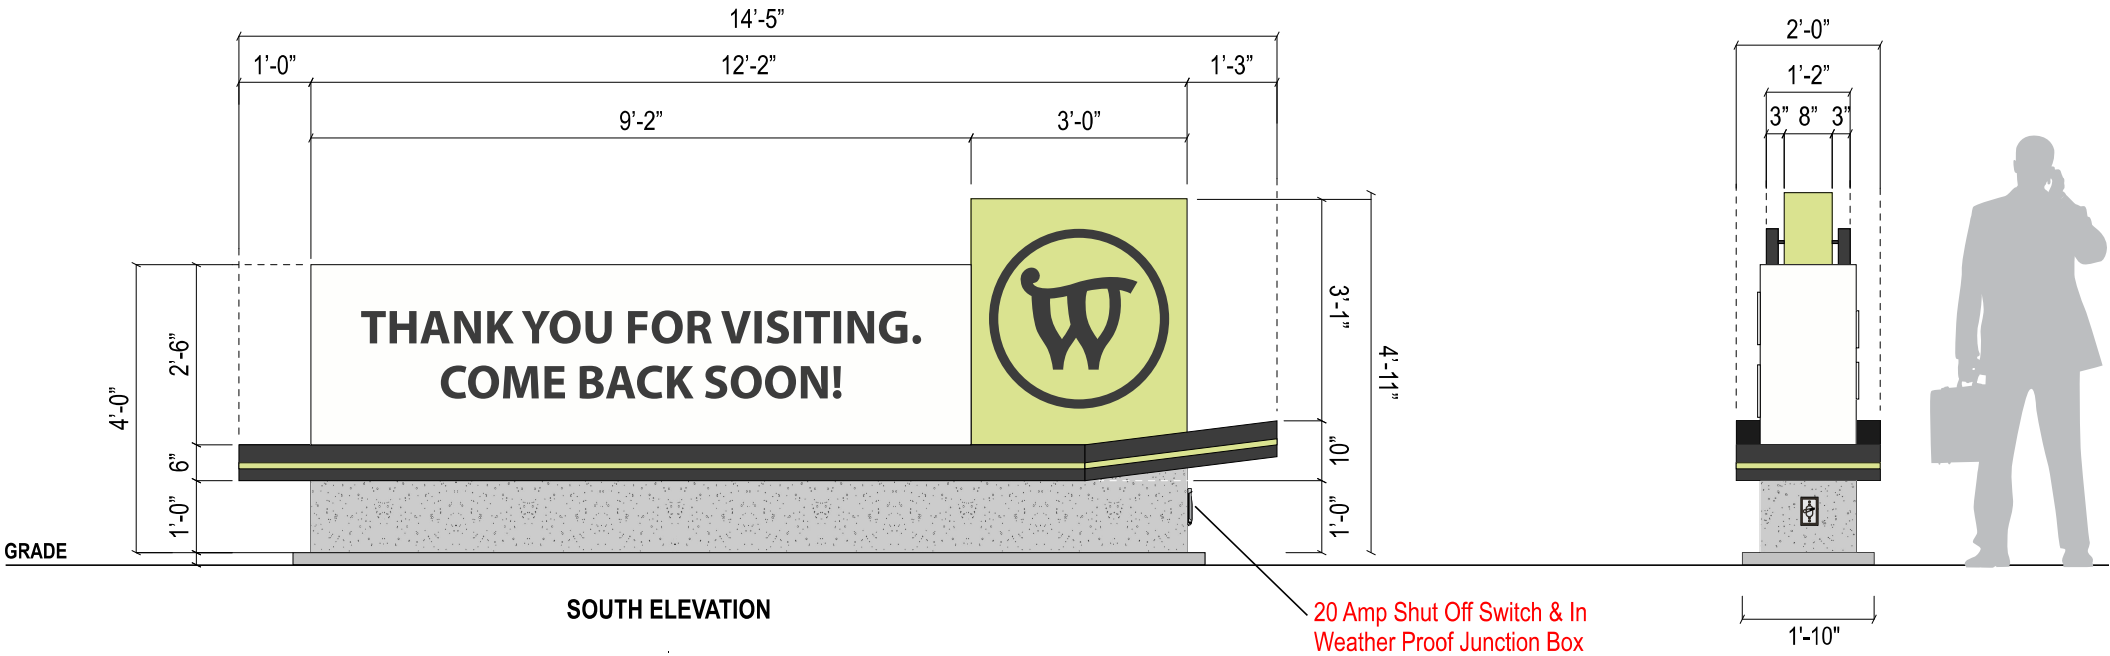 14’-5”
1’-0”
12’-2”
1’-3”
9’-2”
3’-0”
2’-0”
1’-2”
3”
8”
3”
THANK YOU FOR VISITING.
COME BACK SOON!
W
4’-0”
2’-6”
6”
1’-0”
3’-1”
4’-11”
10”
1’-0”
GRADE
SOUTH ELEVATION
20 Amp Shut Off Switch & In
Weather Proof Junction Box
1'-10"